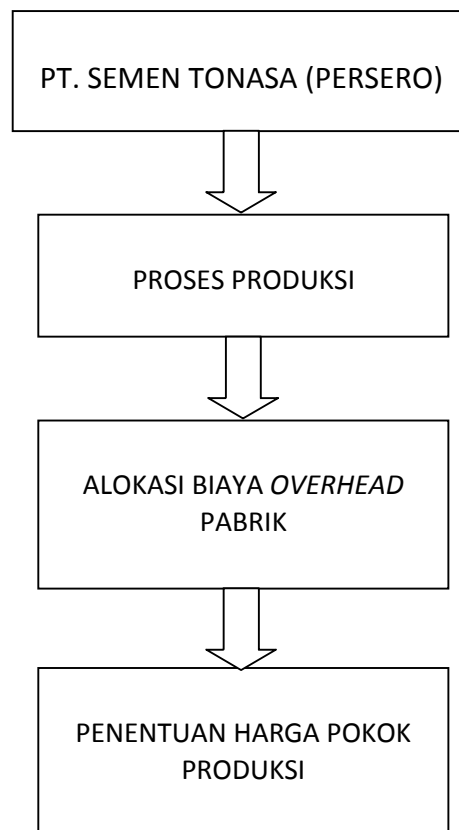 PT. SEMEN TONASA (PERSERO)
PROSES PRODUKSI
ALOKASI BIAYA OVERHEAD
PABRIK
PENENTUAN HARGA POKOK
PRODUKSI